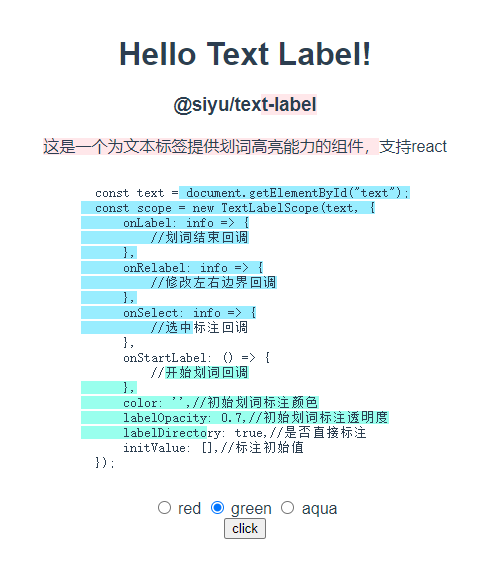 Hello Text Label!
@siyu/text-label
这是一个为文本标签提供划词高亮能力的组件，支持react
const text = document.getElementById("text");
const scope = new TextLabelScope(text, {
    onLabel: info => {
        //划词结束回调
    },
    onRelabel: info => {
        //修改左右边界回调
    },
    onSelect: info => {
        //选中标注回调
    },
    onStartLabel: () => {
        //开始划词回调
    },
    color: '',//初始划词标注颜色
    labelOpacity: 0.7,//初始划词标注透明度
    labelDirectory: true,//是否直接标注
    initValue: [],//标注初始值
});
red green aqua
click